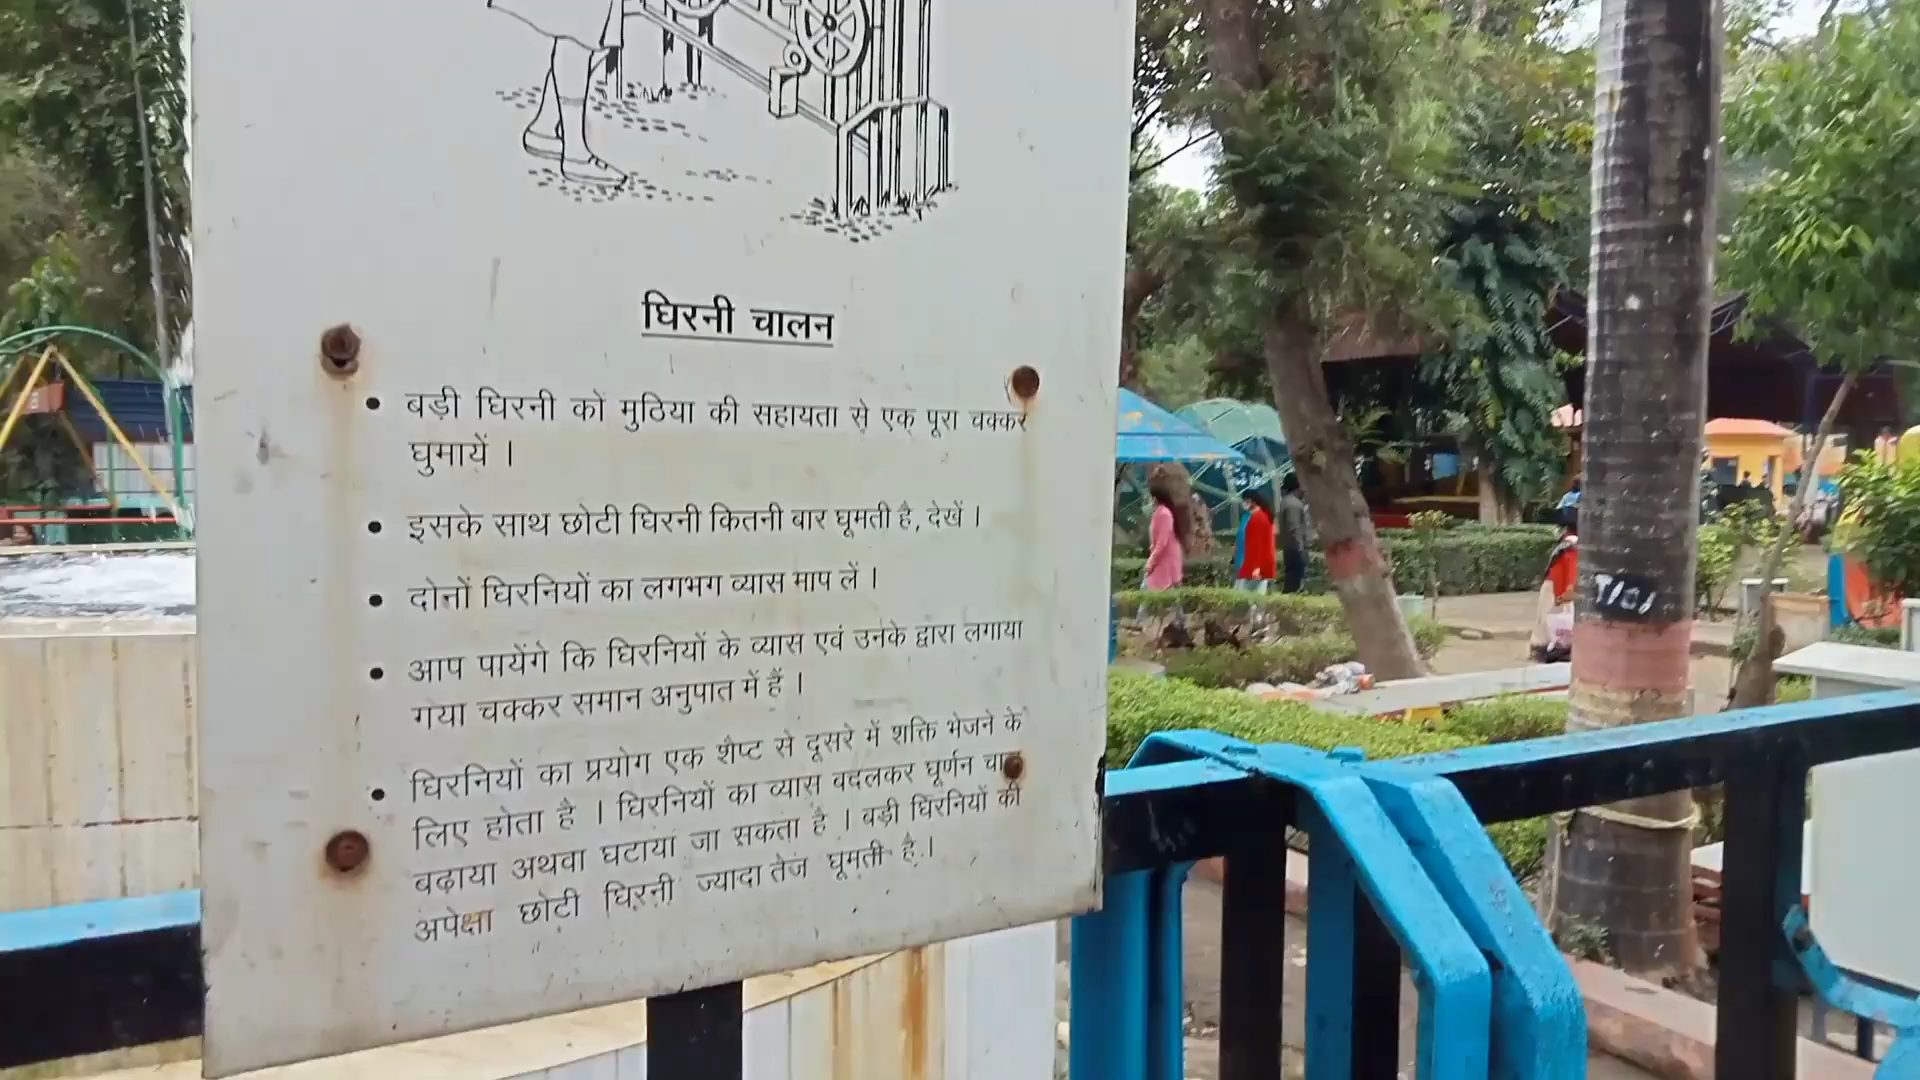 घिरनी चालन
• बड़ी घिरनी को मुठिया की सहायता से एक पूरा चक्कर
घुमायें ।
• इसके साथ छोटी घिरनी कितनी बार घूमती है, देखें ।
• दोनों घिरनियों का लगभग व्यास माप लें ।
• आप पायेंगे कि घिरनियों के व्यास एवं उनके द्वारा लगाया
गया चक्कर समान अनुपात में हैं ।
• घिरनियों का प्रयोग एक शैफ्ट से दूसरे में शक्ति भेजने के
लिए होता है । घिरनियों का व्यास बदलकर घूर्णन चाल
बढ़ाया अथवा घटाया जा सकता है । बड़ी घिरनियों की
अपेक्षा छोटी घिरनी ज्यादा तेज घूमती है ।